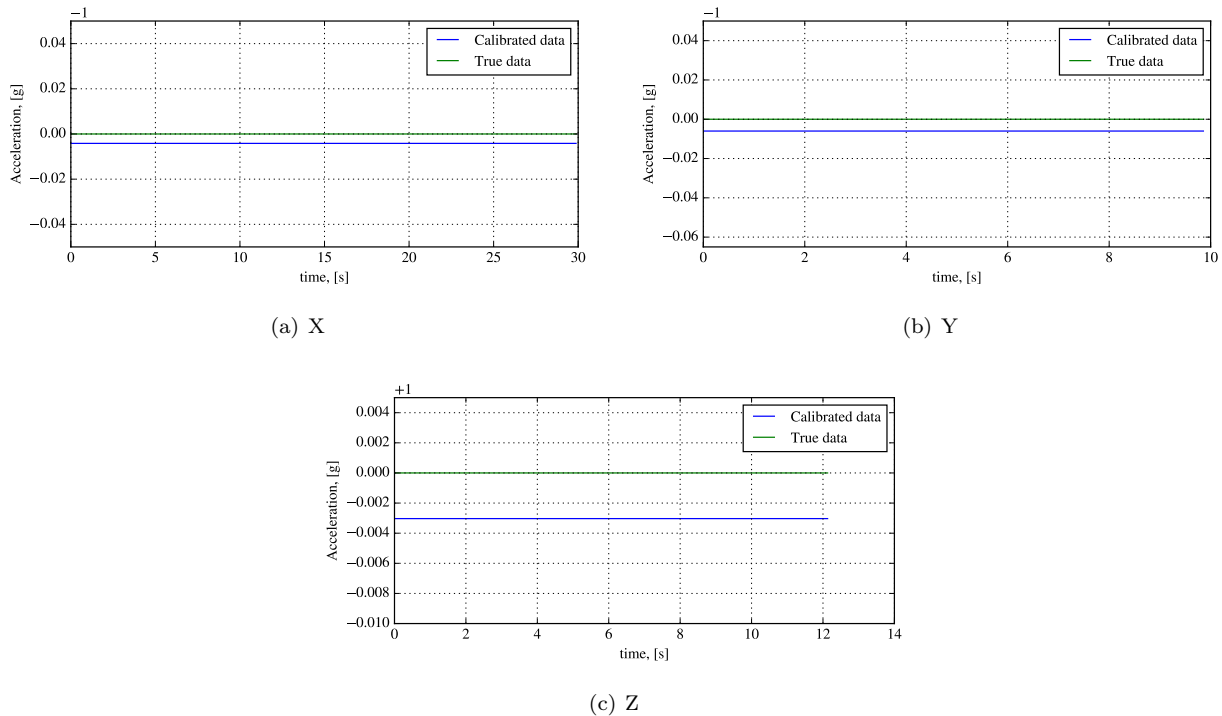 −1
0.04
0.02
0.00
−0.02
−0.04
Acceleration, [g]
Calibrated data
True data
0 5 10 15 20 25 30
time, [s]
(a) X
−1
0.04
0.02
0.00
−0.02
−0.04
−0.06
Acceleration, [g]
Calibrated data
True data
0 2 4 6 8 10
time, [s]
(b) Y
+1
0.004
0.002
0.000
−0.002
−0.004
−0.006
−0.008
−0.010
Acceleration, [g]
Calibrated data
True data
0 2 4 6 8 10 12 14
time, [s]
(c) Z